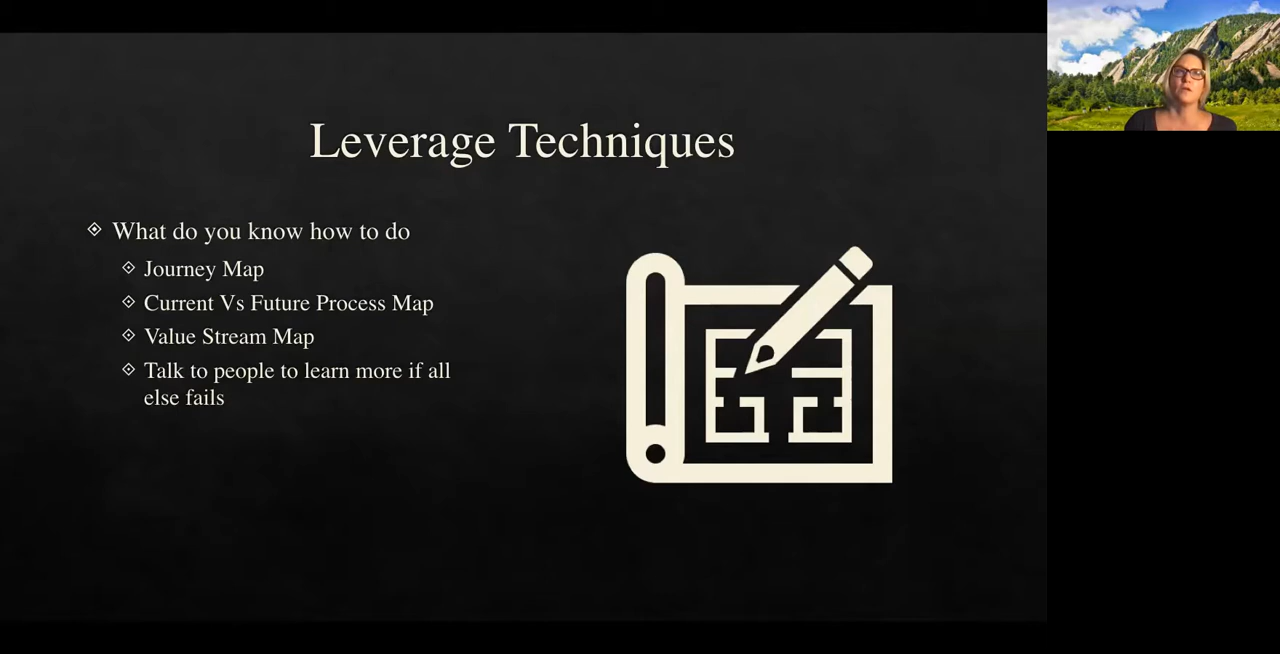 Leverage Techniques
What do you know how to do
Journey Map
Current Vs Future Process Map
Value Stream Map
Talk to people to learn more if all
else fails